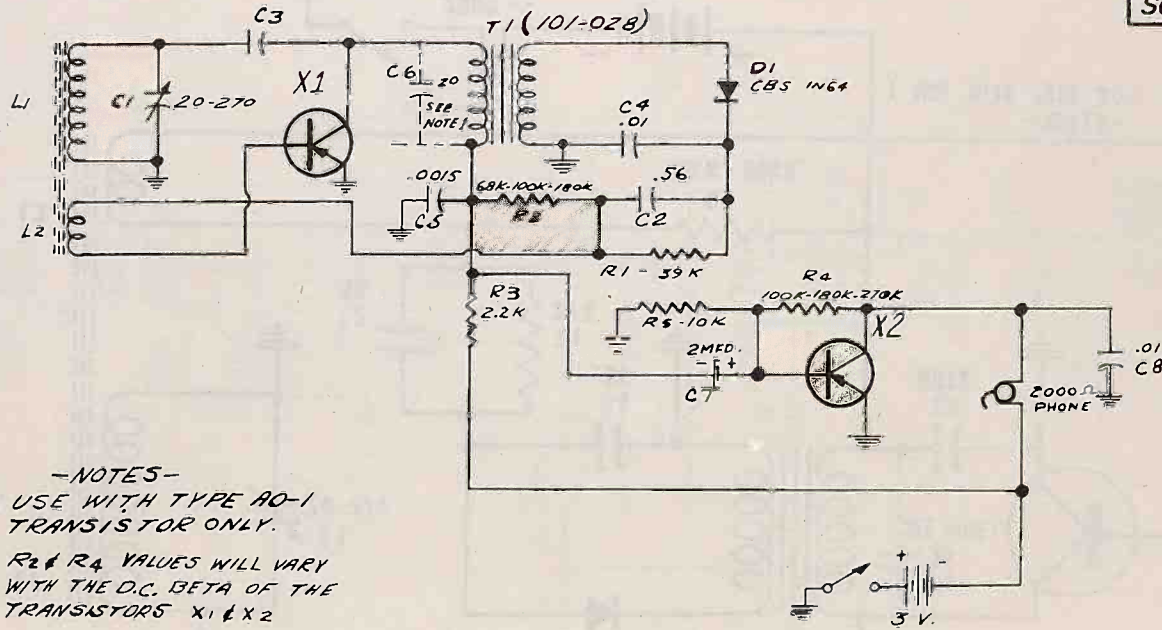 T1 (101-028)
C3
L1
C1
20-270
X1
C6
20
SEE
NOTE 1
D1
CBS 1N64
C4
.01
.0015
C5
68K-100K-180K
R2
.56
C2
L2
R1 - 39K
R3
2.2K
R4
100K-180K-270K
R5-10K
X2
2MFD.
- +
C7
.01
C8
2000Ω
PHONE
-NOTES-
USE WITH TYPE AO-1
TRANSISTOR ONLY.
R2 & R4 VALUES WILL VARY
WITH THE D.C. BETA OF THE
TRANSISTORS X1 & X2
+ -
3 V.